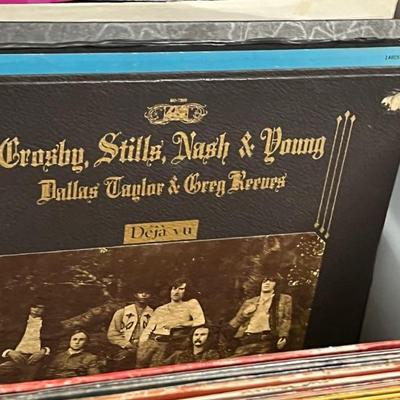 Crosby, Stills, Nash & Young
Dallas Taylor & Greg Reeves
Déjà vu